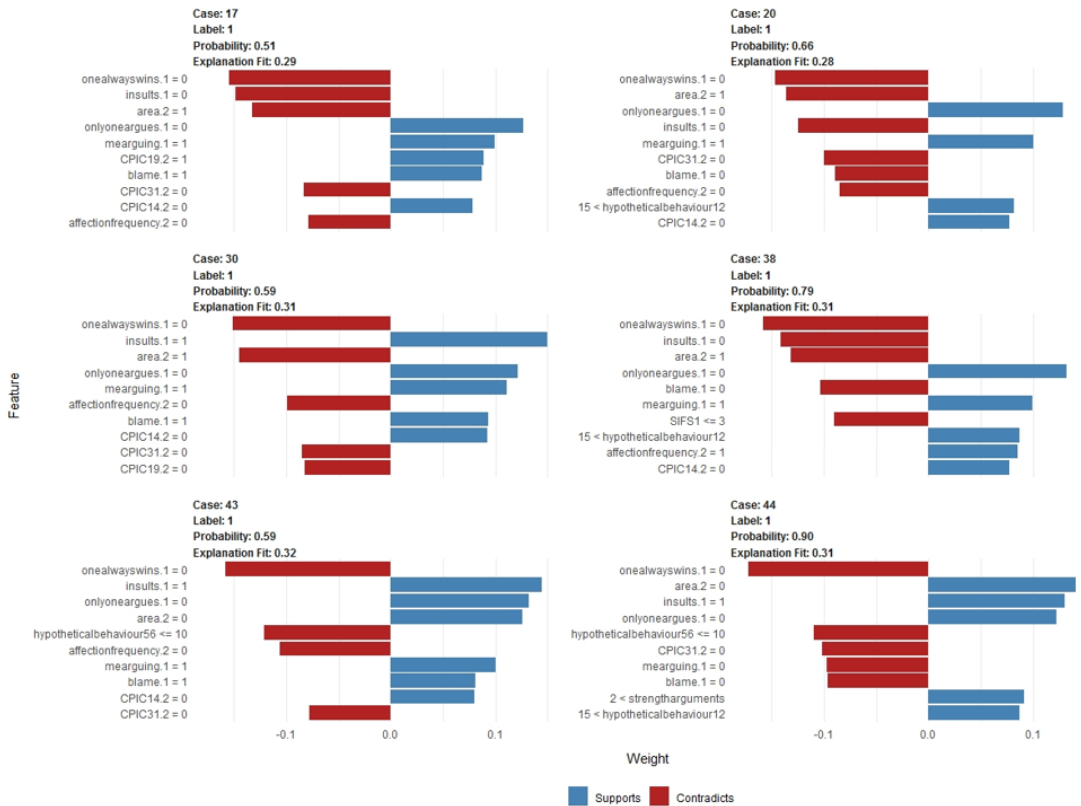 Case: 17
Label: 1
Probability: 0.51
Explanation Fit: 0.29
onealwayswins.1 = 0
insults.1 = 0
area.2 = 1
onlyoneargues.1 = 0
mearguing.1 = 1
CPIC19.2 = 1
blame.1 = 1
CPIC31.2 = 0
CPIC14.2 = 0
affectionfrequency.2 = 0
Case: 20
Label: 1
Probability: 0.66
Explanation Fit: 0.28
onealwayswins.1 = 0
area.2 = 1
onlyoneargues.1 = 0
insults.1 = 0
mearguing.1 = 1
CPIC31.2 = 0
blame.1 = 0
affectionfrequency.2 = 0
15 < hypotheticalbehaviour12
CPIC14.2 = 0
Case: 30
Label: 1
Probability: 0.59
Explanation Fit: 0.31
onealwayswins.1 = 0
insults.1 = 1
area.2 = 1
onlyoneargues.1 = 0
mearguing.1 = 1
affectionfrequency.2 = 0
blame.1 = 1
CPIC14.2 = 0
CPIC31.2 = 0
CPIC19.2 = 0
Case: 38
Label: 1
Probability: 0.79
Explanation Fit: 0.31
onealwayswins.1 = 0
insults.1 = 0
area.2 = 1
onlyoneargues.1 = 0
blame.1 = 0
mearguing.1 = 1
SIFS1 <= 3
15 < hypotheticalbehaviour12
affectionfrequency.2 = 1
CPIC14.2 = 0
Feature
Case: 43
Label: 1
Probability: 0.59
Explanation Fit: 0.32
onealwayswins.1 = 0
insults.1 = 1
onlyoneargues.1 = 0
area.2 = 0
hypotheticalbehaviour56 <= 10
affectionfrequency.2 = 0
mearguing.1 = 1
blame.1 = 1
CPIC14.2 = 0
CPIC31.2 = 0
-0.1 0.0 0.1
Case: 44
Label: 1
Probability: 0.90
Explanation Fit: 0.31
onealwayswins.1 = 0
area.2 = 0
insults.1 = 1
onlyoneargues.1 = 0
hypotheticalbehaviour56 <= 10
CPIC31.2 = 0
mearguing.1 = 0
blame.1 = 0
2 < strengtharguments
15 < hypotheticalbehaviour12
-0.1 0.0 0.1
Weight
Supports Contradicts